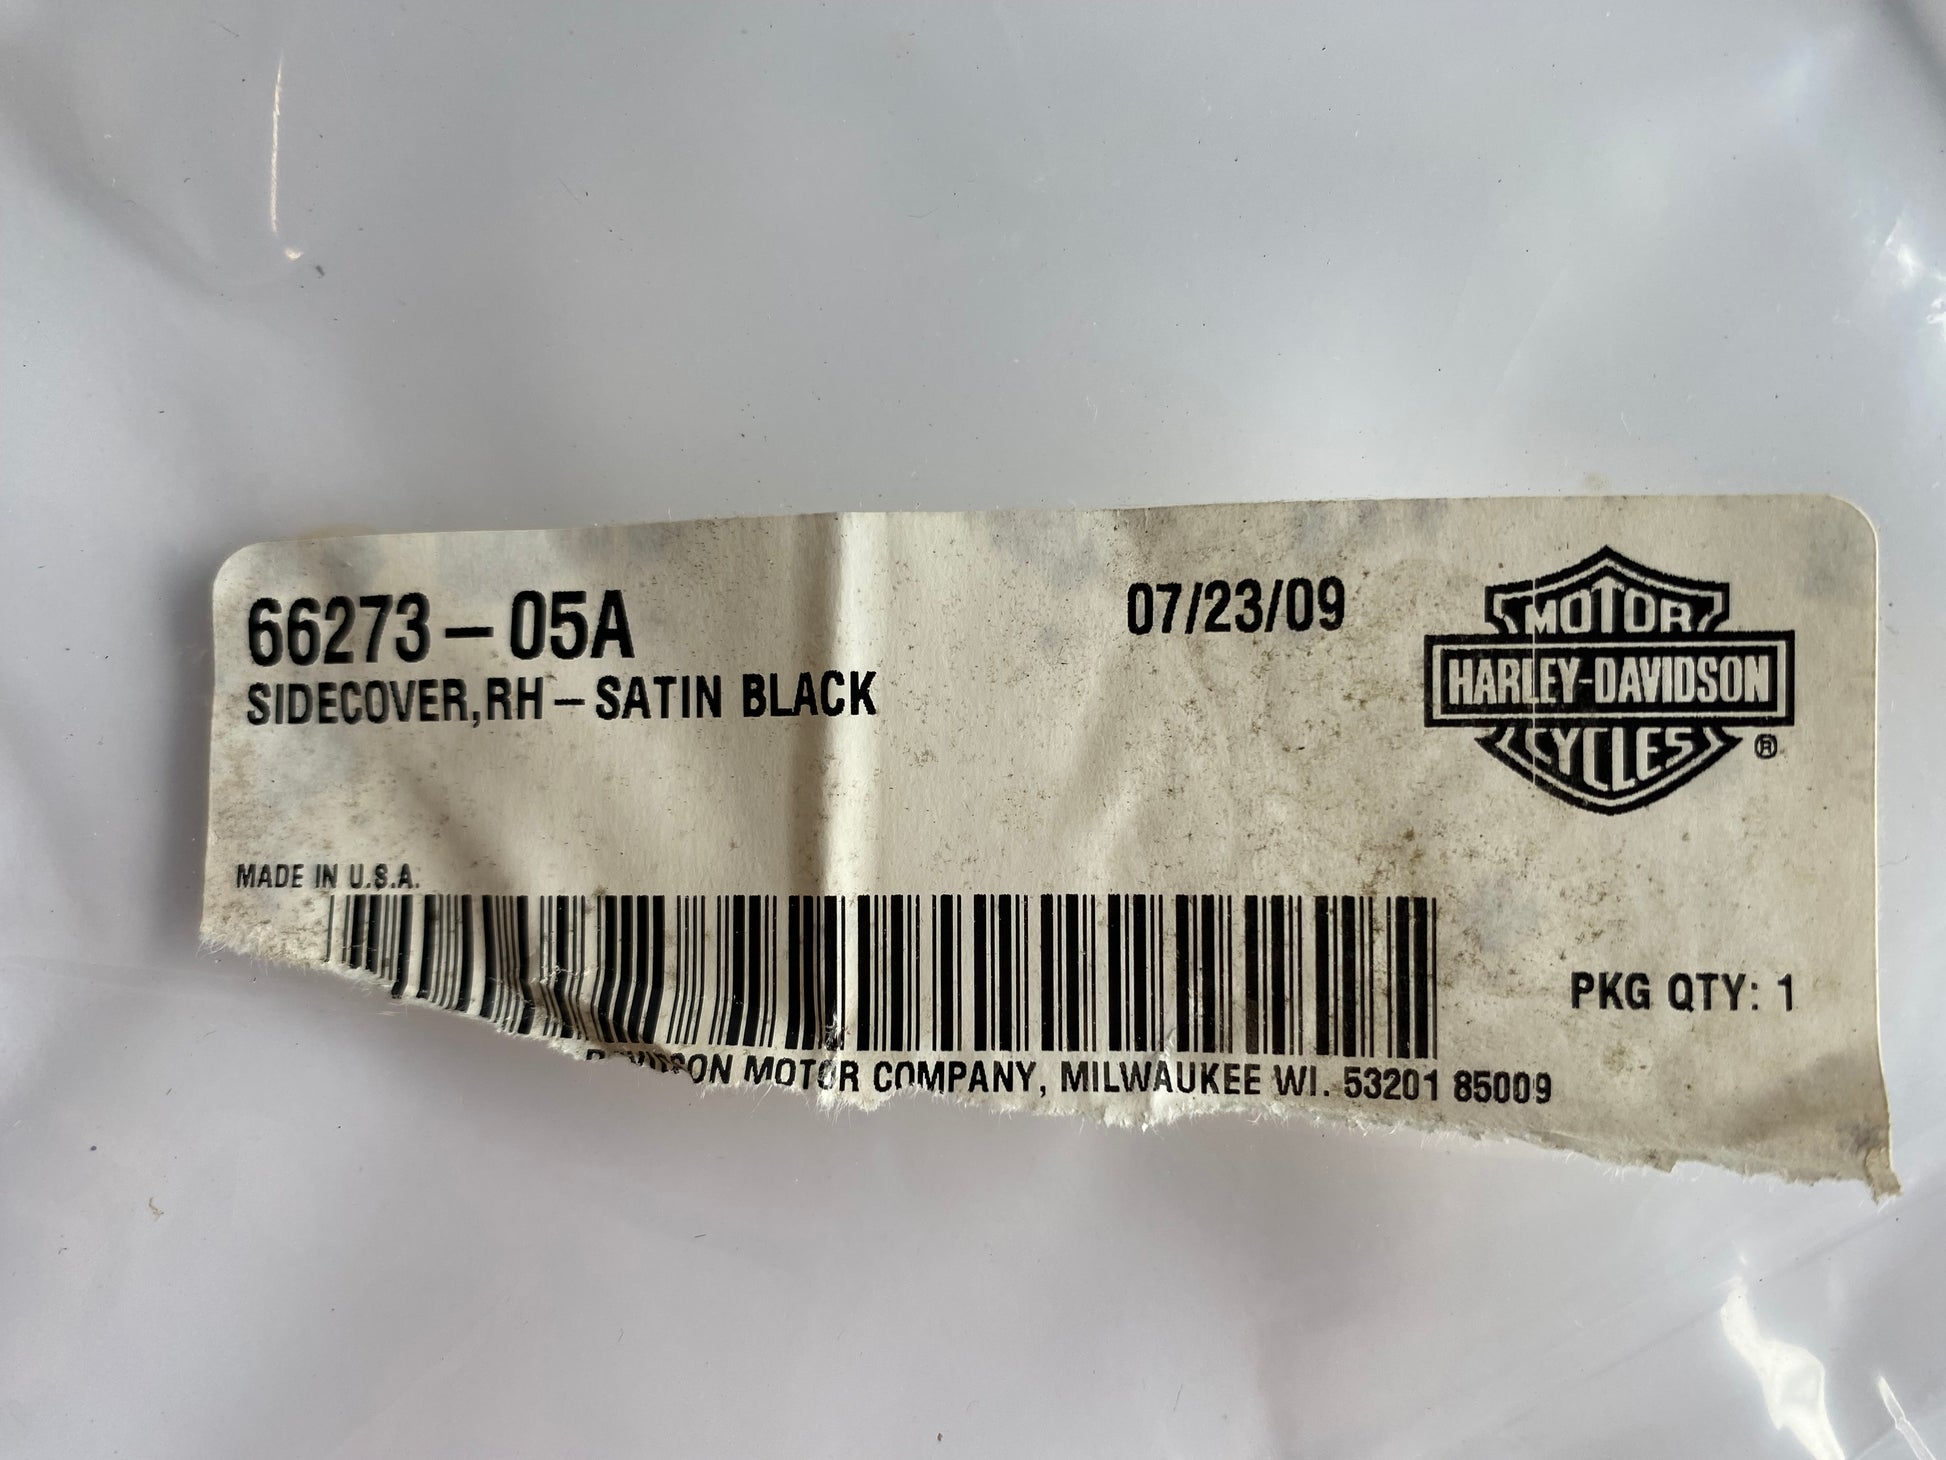 66273-05A
SIDECOVER,RH-SATIN BLACK
07/23/09
MOTOR
HARLEY-DAVIDSON
CYCLES ®
MADE IN U.S.A.
PKG QTY: 1
DAVIDSON MOTOR COMPANY, MILWAUKEE WI. 53201 85009